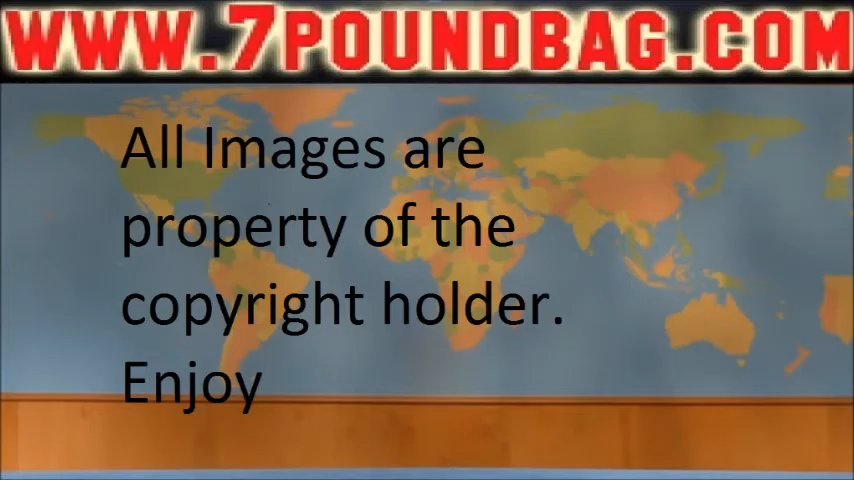 WWW.7POUNDBAG.COM
All Images are
property of the
copyright holder.
Enjoy